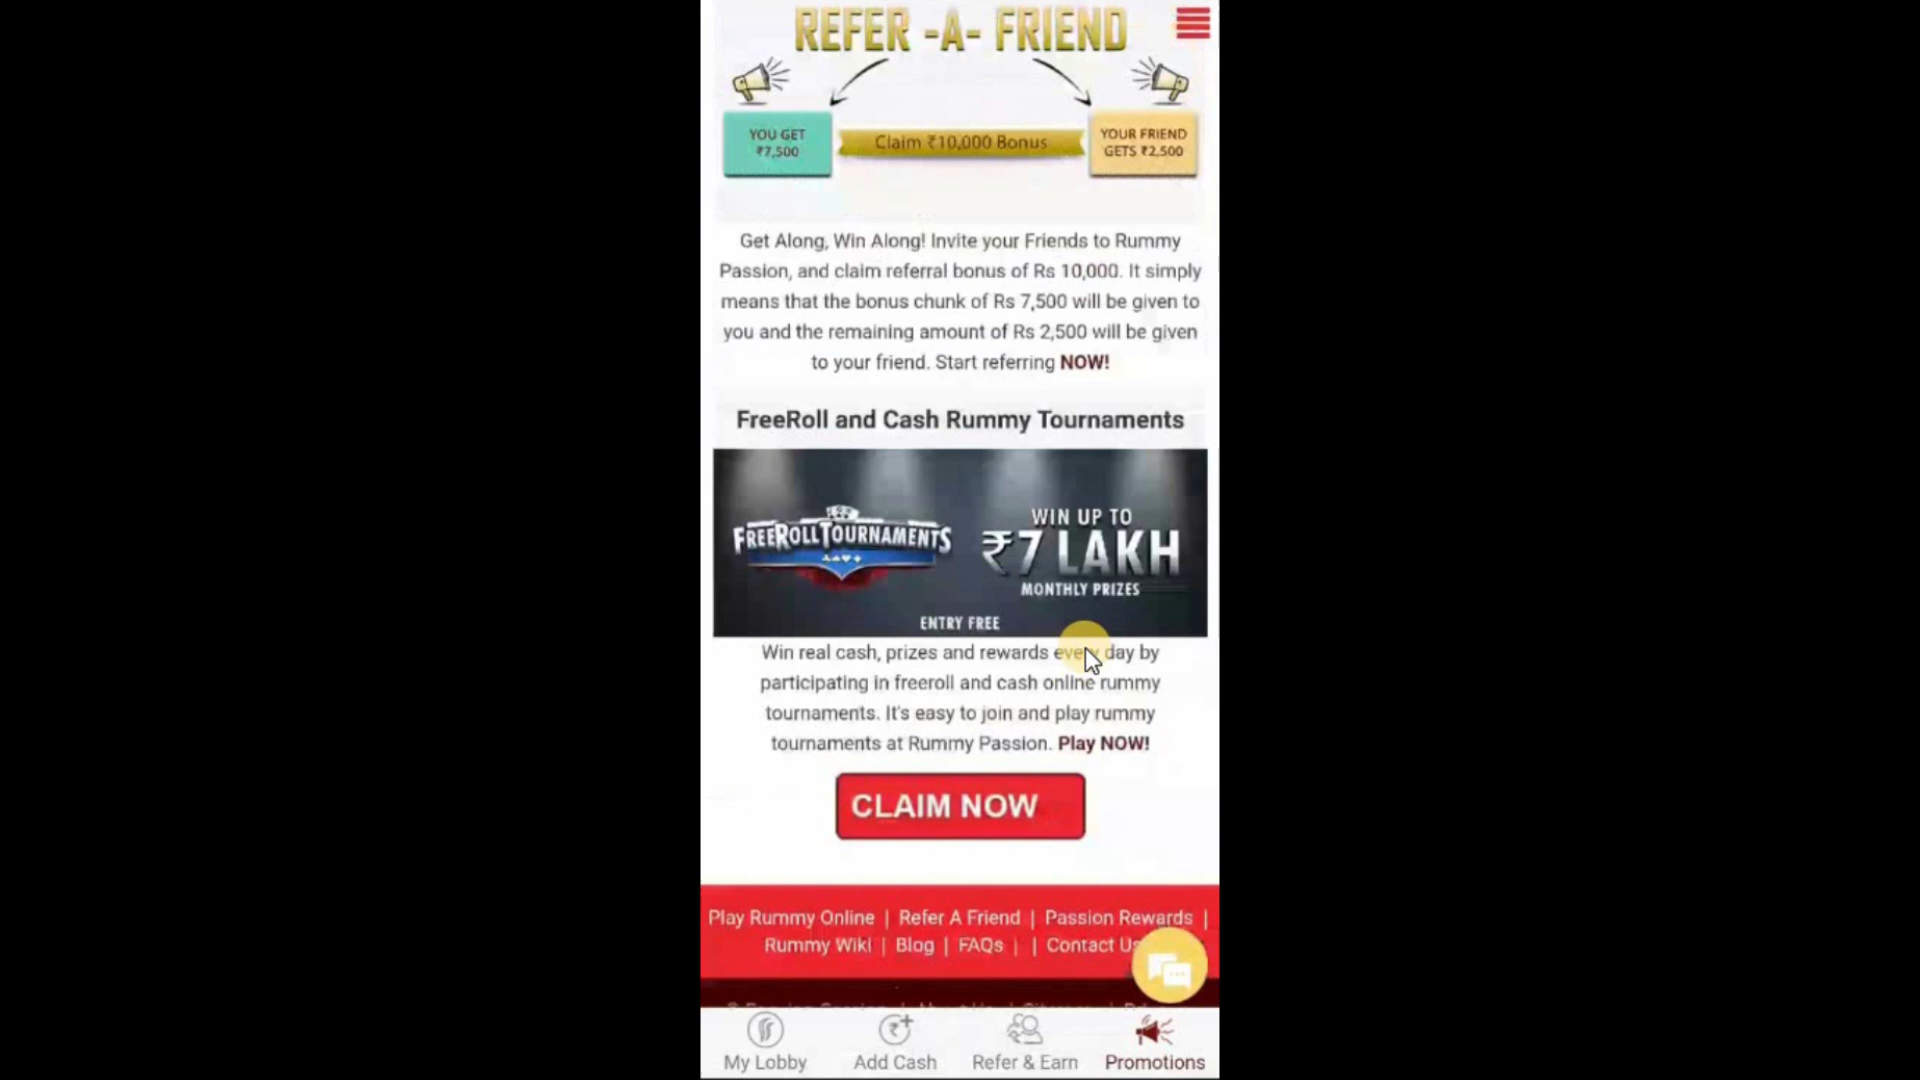 REFER -A- FRIEND
YOU GET
₹7,500
Claim ₹10,000 Bonus
YOUR FRIEND
GETS ₹2,500
Get Along, Win Along! Invite your Friends to Rummy
Passion, and claim referral bonus of Rs 10,000. It simply
means that the bonus chunk of Rs 7,500 will be given to
you and the remaining amount of Rs 2,500 will be given
to your friend. Start referring NOW!
FreeRoll and Cash Rummy Tournaments
FREEROLL TOURNAMENTS
WIN UP TO
₹7 LAKH
MONTHLY PRIZES
ENTRY FREE
Win real cash, prizes and rewards every day by
participating in freeroll and cash online rummy
tournaments. It's easy to join and play rummy
tournaments at Rummy Passion. Play NOW!
CLAIM NOW
Play Rummy Online | Refer A Friend | Passion Rewards |
Rummy Wiki | Blog | FAQs | | Contact Us
My Lobby
Add Cash
Refer & Earn
Promotions